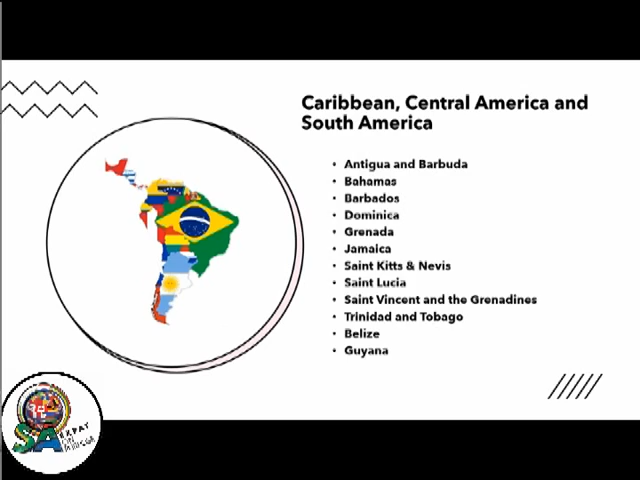 Caribbean, Central America and
South America
• Antigua and Barbuda
• Bahamas
• Barbados
• Dominica
• Grenada
• Jamaica
• Saint Kitts & Nevis
• Saint Lucia
• Saint Vincent and the Grenadines
• Trinidad and Tobago
• Belize
• Guyana
SA